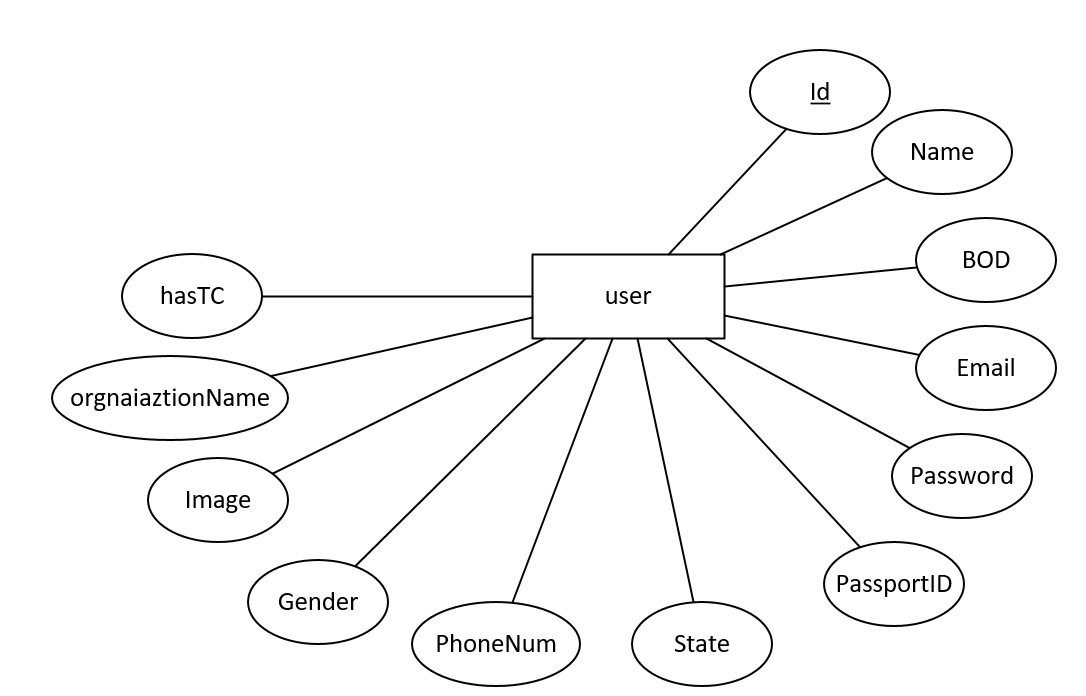 Id
Name
BOD
hasTC
user
Email
orgnaiaztionName
Password
Image
PassportID
Gender
PhoneNum
State